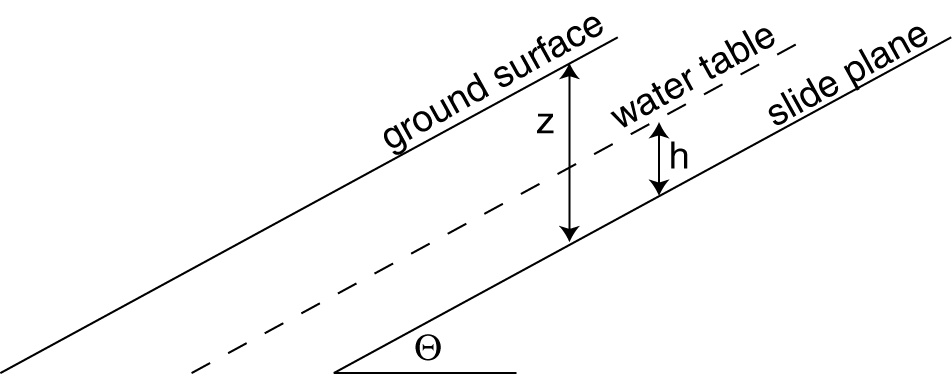 ground surface
water table
slide plane
z
h
Θ